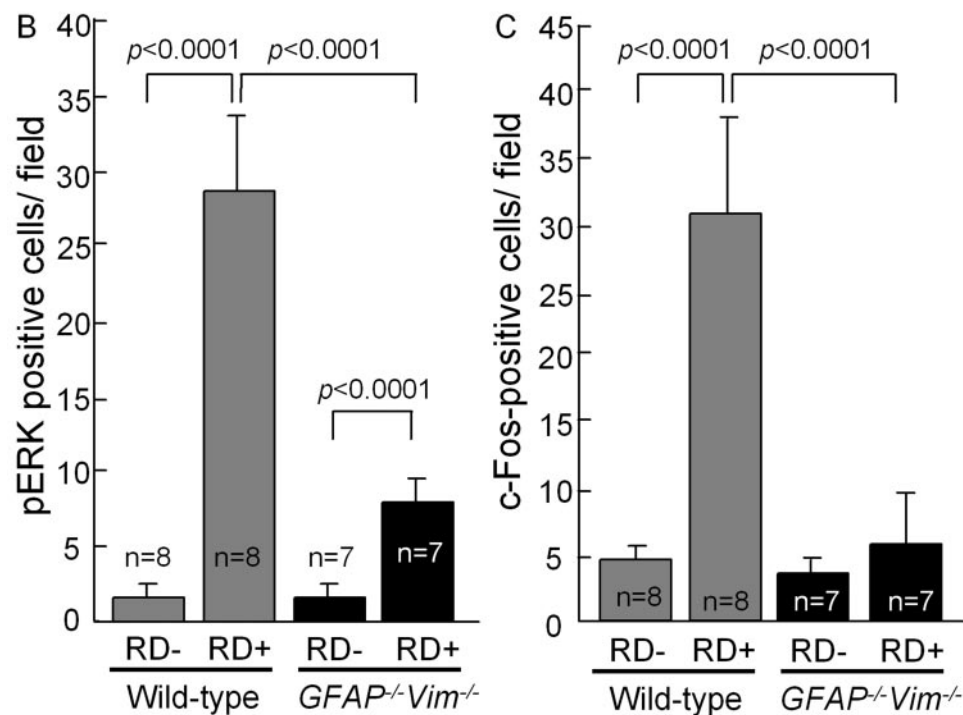 B
pERK positive cells/ field
40
35
30
25
20
15
10
5
0
p<0.0001
p<0.0001
p<0.0001
n=8
n=8
n=7
n=7
RD- RD+ RD- RD+
Wild-type GFAP-/-Vim-/-
C
c-Fos-positive cells/ field
45
40
35
30
25
20
15
10
5
0
p<0.0001
p<0.0001
n=8
n=8
n=7
n=7
RD- RD+ RD- RD+
Wild-type GFAP-/-Vim-/-